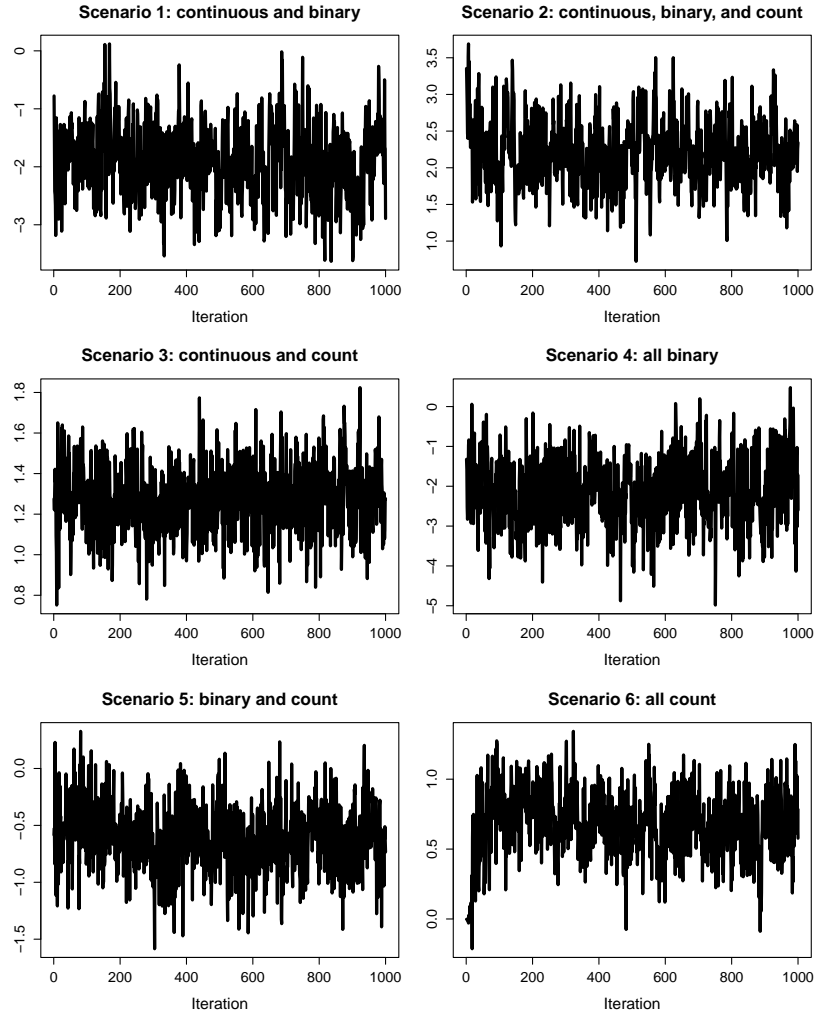 Scenario 1: continuous and binary
0
−1
−2
−3
0 200 400 600 800 1000
Iteration
Scenario 2: continuous, binary, and count
3.5
3.0
2.5
2.0
1.5
1.0
0 200 400 600 800 1000
Iteration
Scenario 3: continuous and count
1.8
1.6
1.4
1.2
1.0
0.8
0 200 400 600 800 1000
Iteration
Scenario 4: all binary
0
−1
−2
−3
−4
−5
0 200 400 600 800 1000
Iteration
Scenario 5: binary and count
0.0
−0.5
−1.0
−1.5
0 200 400 600 800 1000
Iteration
Scenario 6: all count
1.0
0.5
0.0
0 200 400 600 800 1000
Iteration